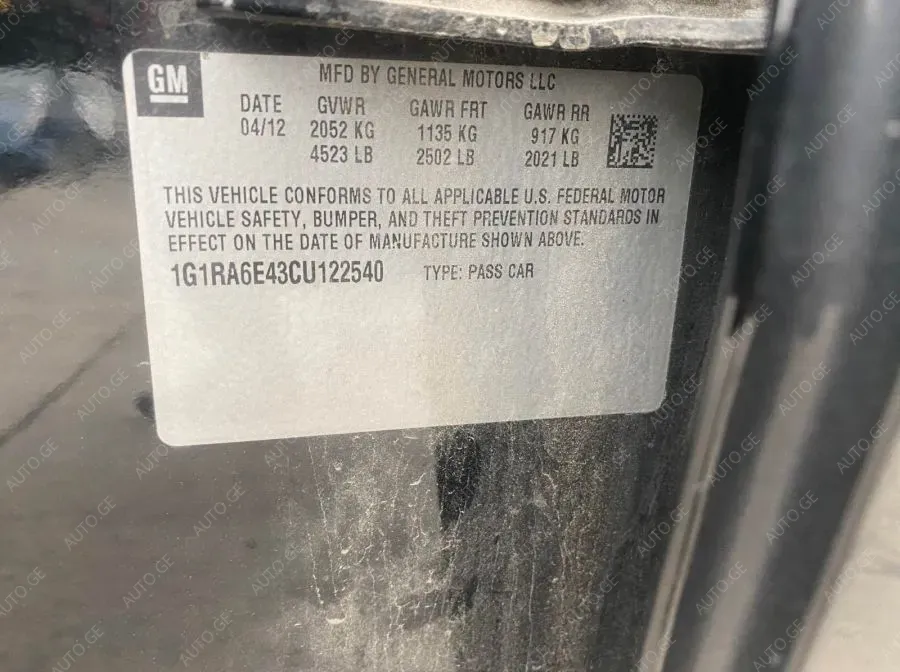 GM
MFD BY GENERAL MOTORS LLC
DATE GVWR GAWR FRT GAWR RR
04/12 2052 KG 1135 KG 917 KG
4523 LB 2502 LB 2021 LB
THIS VEHICLE CONFORMS TO ALL APPLICABLE U.S. FEDERAL MOTOR
VEHICLE SAFETY, BUMPER, AND THEFT PREVENTION STANDARDS IN
EFFECT ON THE DATE OF MANUFACTURE SHOWN ABOVE.
1G1RA6E43CU122540 TYPE: PASS CAR
AUTO.GE